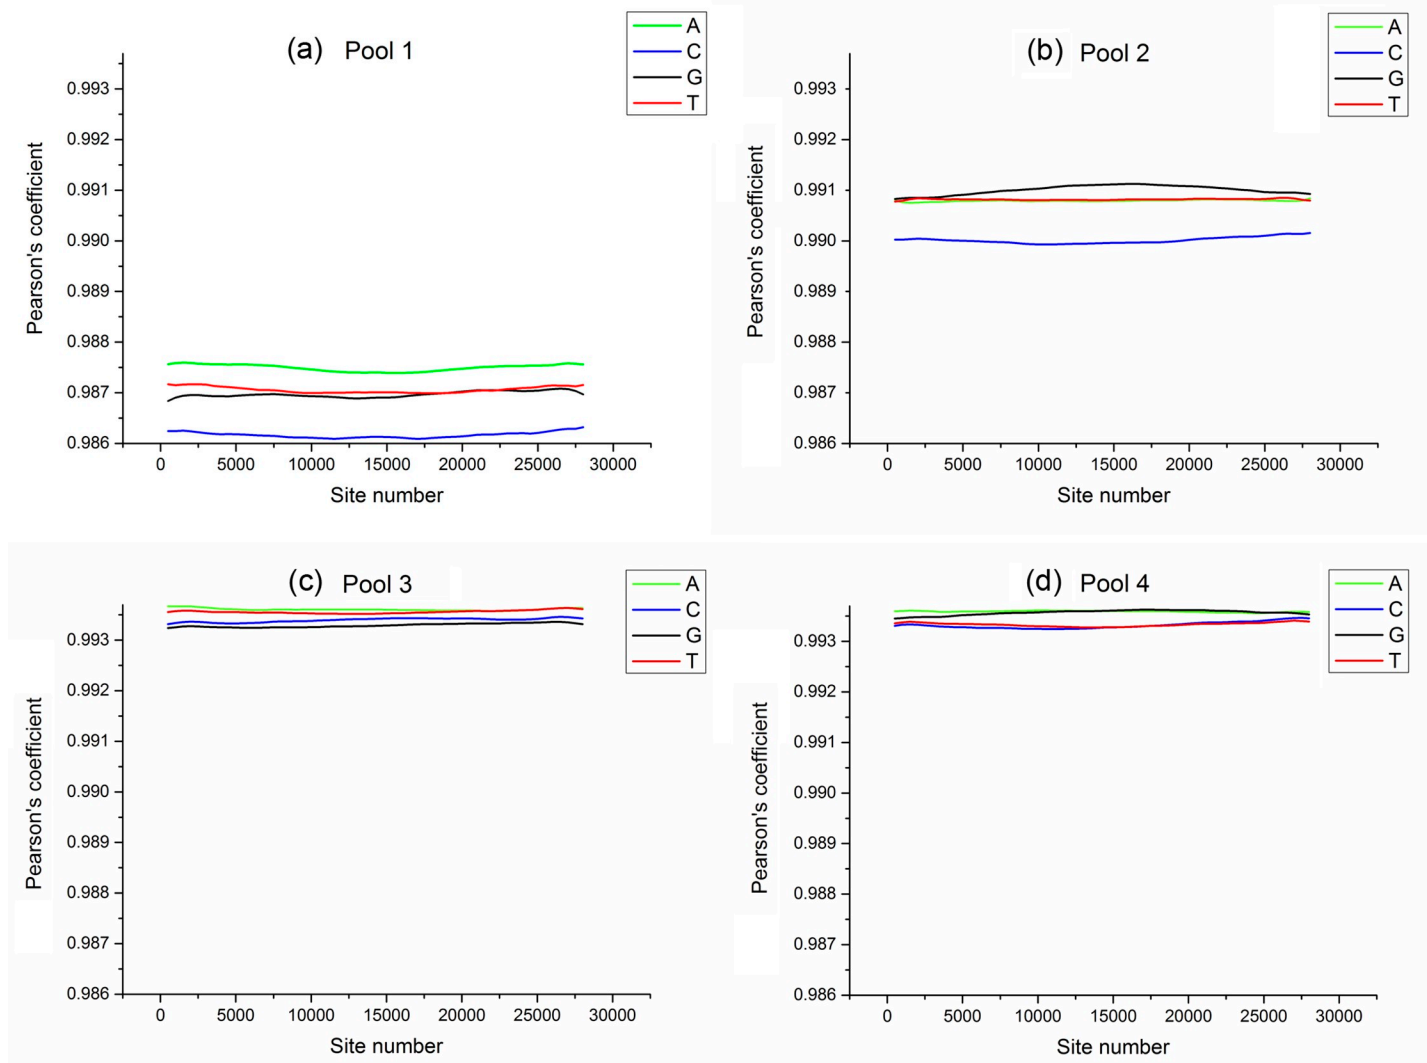 (a) Pool 1
A
C
G
T
0.993
0.992
0.991
0.990
0.989
0.988
0.987
0.986
Pearson's coefficient
0 5000 10000 15000 20000 25000 30000
Site number
(b) Pool 2
A
C
G
T
0.993
0.992
0.991
0.990
0.989
0.988
0.987
0.986
Pearson's coefficient
0 5000 10000 15000 20000 25000 30000
Site number
(c) Pool 3
A
C
G
T
0.993
0.992
0.991
0.990
0.989
0.988
0.987
0.986
Pearson's coefficient
0 5000 10000 15000 20000 25000 30000
Site number
(d) Pool 4
A
C
G
T
0.993
0.992
0.991
0.990
0.989
0.988
0.987
0.986
Pearson's coefficient
0 5000 10000 15000 20000 25000 30000
Site number